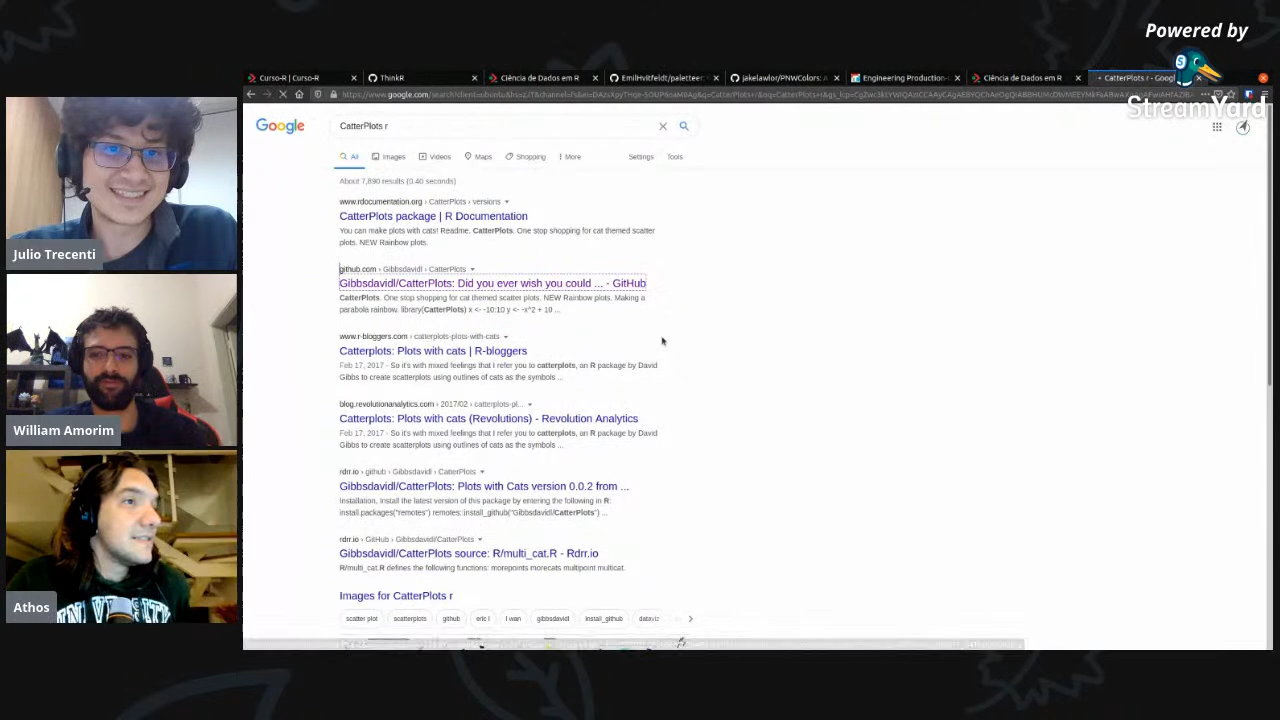 Powered by
StreamYard
Curso-R | Curso-R
ThinkR
Ciência de Dados em R
EmilHvitfeldt/paletteer:
jakelawlor/PNWColors: A
Engineering Production-
Ciência de Dados em R
CatterPlots r - Goog
Google
CatterPlots r
All
Images
Videos
Maps
Shopping
More
Settings
Tools
About 7,890 results (0.40 seconds)
www.rdocumentation.org › CatterPlots › versions
CatterPlots package | R Documentation
You can make plots with cats! Readme. CatterPlots. One stop shopping for cat themed scatter
plots. NEW Rainbow plots.
github.com › Gibbsdavidl › CatterPlots
Gibbsdavidl/CatterPlots: Did you ever wish you could ... - GitHub
CatterPlots. One stop shopping for cat themed scatter plots. NEW Rainbow plots. Making a
parabola rainbow. library(CatterPlots) x <- -10:10 y <- -x^2 + 10 ...
www.r-bloggers.com › catterplots-plots-with-cats
Catterplots: Plots with cats | R-bloggers
Feb 17, 2017 - So it's with mixed feelings that I refer you to catterplots, an R package by David
Gibbs to create scatterplots using outlines of cats as the symbols ...
blog.revolutionanalytics.com › 2017/02 › catterplots-pl...
Catterplots: Plots with cats (Revolutions) - Revolution Analytics
Feb 17, 2017 - So it's with mixed feelings that I refer you to catterplots, an R package by David
Gibbs to create scatterplots using outlines of cats as the symbols ...
rdrr.io › github › Gibbsdavidl › CatterPlots
Gibbsdavidl/CatterPlots: Plots with Cats version 0.0.2 from ...
Installation. Install the latest version of this package by entering the following in R:
install.packages("remotes") remotes::install_github("Gibbsdavidl/CatterPlots") ...
rdrr.io › GitHub › Gibbsdavidl/CatterPlots
Gibbsdavidl/CatterPlots source: R/multi_cat.R - Rdrr.io
R/multi_cat.R defines the following functions: morepoints morecats multipoint multicat.
Images for CatterPlots r
scatter plot
scatterplots
github
eric l
I wan
gibbsdavidl
install_github
dataviz
Julio Trecenti
William Amorim
Athos